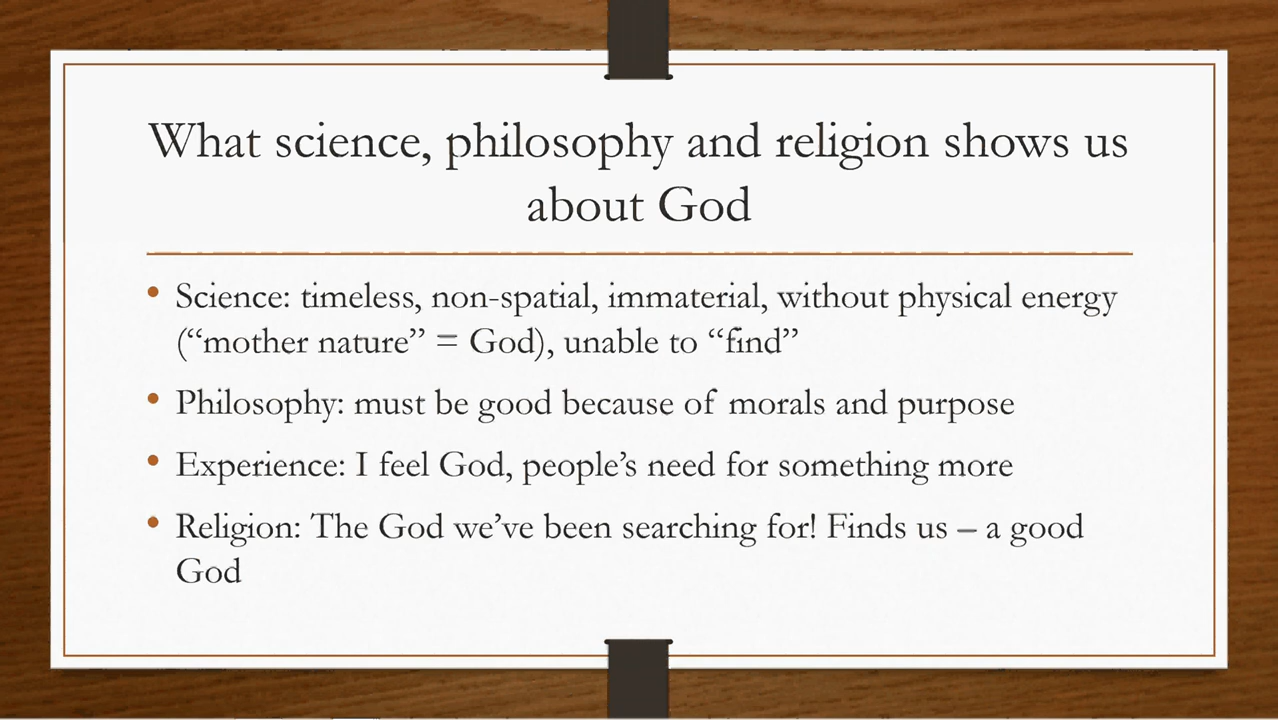 What science, philosophy and religion shows us
about God
• Science: timeless, non-spatial, immaterial, without physical energy
(“mother nature” = God), unable to “find”
• Philosophy: must be good because of morals and purpose
• Experience: I feel God, people’s need for something more
• Religion: The God we’ve been searching for! Finds us – a good
God